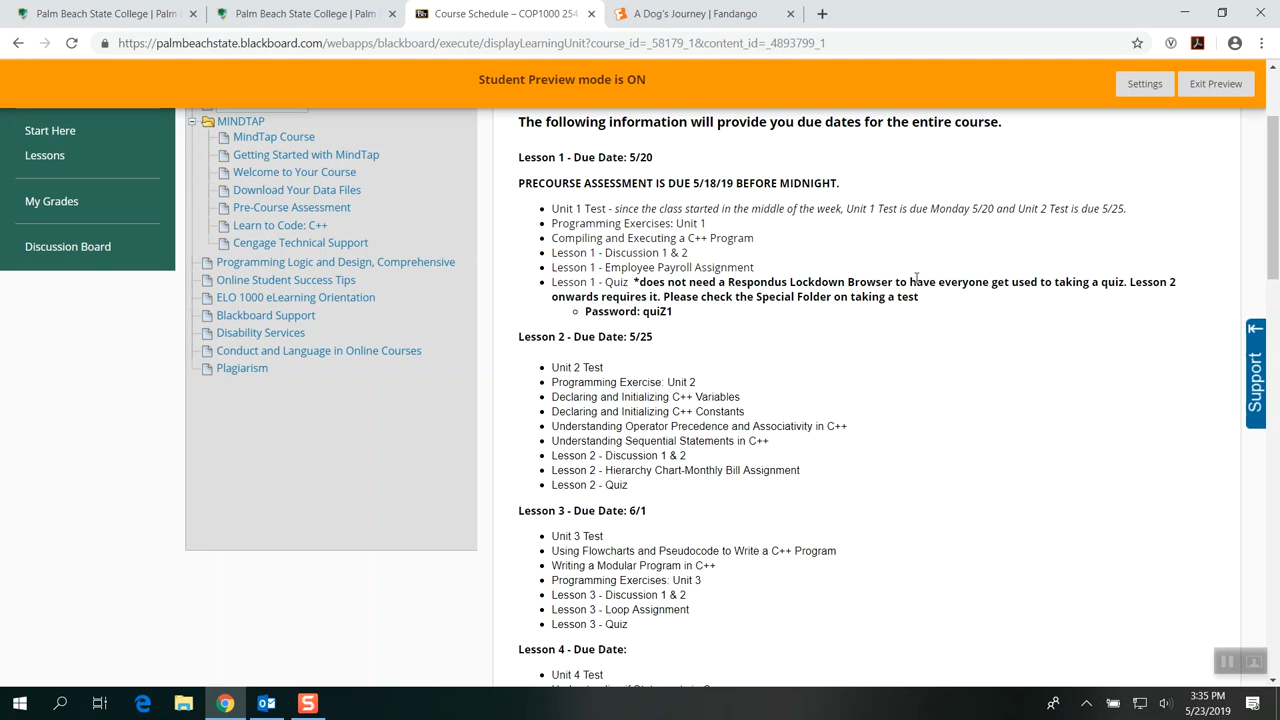 Palm Beach State College | Palm
Palm Beach State College | Palm B
Course Schedule – COP1000 254
A Dog's Journey | Fandango
https://palmbeachstate.blackboard.com/webapps/blackboard/execute/displayLearningUnit?course_id=_58179_1&content_id=_4893799_1
Student Preview mode is ON
Settings
Exit Preview
Start Here
Lessons
My Grades
Discussion Board
MINDTAP
MindTap Course
Getting Started with MindTap
Welcome to Your Course
Download Your Data Files
Pre-Course Assessment
Learn to Code: C++
Cengage Technical Support
Programming Logic and Design, Comprehensive
Online Student Success Tips
ELO 1000 eLearning Orientation
Blackboard Support
Disability Services
Conduct and Language in Online Courses
Plagiarism
The following information will provide you due dates for the entire course.
Lesson 1 - Due Date: 5/20
PRECOURSE ASSESSMENT IS DUE 5/18/19 BEFORE MIDNIGHT.
Unit 1 Test - since the class started in the middle of the week, Unit 1 Test is due Monday 5/20 and Unit 2 Test is due 5/25.
Programming Exercises: Unit 1
Compiling and Executing a C++ Program
Lesson 1 - Discussion 1 & 2
Lesson 1 - Employee Payroll Assignment
Lesson 1 - Quiz *does not need a Respondus Lockdown Browser to have everyone get used to taking a quiz. Lesson 2
onwards requires it. Please check the Special Folder on taking a test
Password: quiZ1
Lesson 2 - Due Date: 5/25
Unit 2 Test
Programming Exercise: Unit 2
Declaring and Initializing C++ Variables
Declaring and Initializing C++ Constants
Understanding Operator Precedence and Associativity in C++
Understanding Sequential Statements in C++
Lesson 2 - Discussion 1 & 2
Lesson 2 - Hierarchy Chart-Monthly Bill Assignment
Lesson 2 - Quiz
Lesson 3 - Due Date: 6/1
Unit 3 Test
Using Flowcharts and Pseudocode to Write a C++ Program
Writing a Modular Program in C++
Programming Exercises: Unit 3
Lesson 3 - Discussion 1 & 2
Lesson 3 - Loop Assignment
Lesson 3 - Quiz
Lesson 4 - Due Date:
Unit 4 Test
Support
3:35 PM
5/23/2019